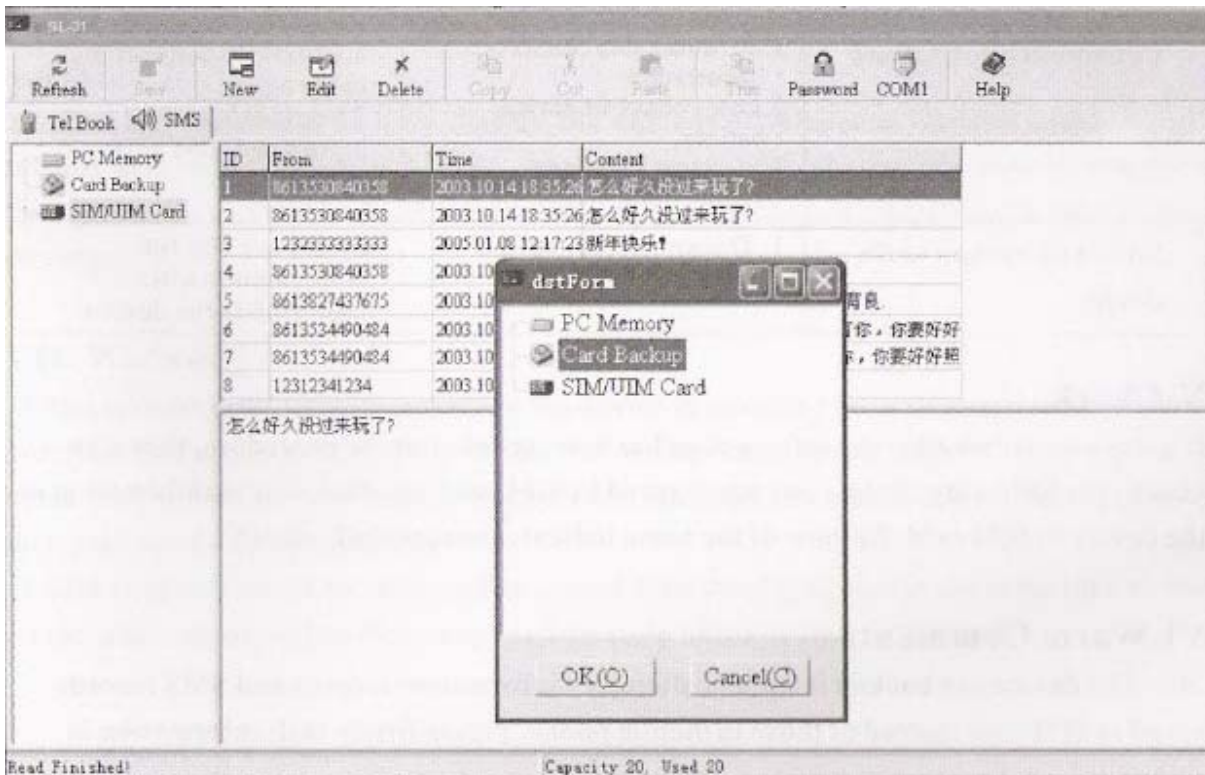 SL-01
Refresh Save New Edit Delete Copy Cut Paste Password COM1 Help
Tel Book SMS
PC Memory
Card Backup
SIM/UIM Card
ID From Time Content
1 8613530840358 2003.10.14 18:35:26 怎么好久没过来玩了?
2 8613530840358 2003.10.14 18:35:26 怎么好久没过来玩了?
3 1232333333333 2005.01.08 12:17:23 新年快乐!
4 8613530840358 2003.10
5 8613827437675 2003.10
6 8613534490484 2003.10 你,你要好好
7 8613534490484 2003.10 ,你要好好照
8 12312341234 2003.10
怎么好久没过来玩了?
dstForm
PC Memory
Card Backup
SIM/UIM Card
OK(O) Cancel(C)
Read Finished! Capacity 20, Used 20